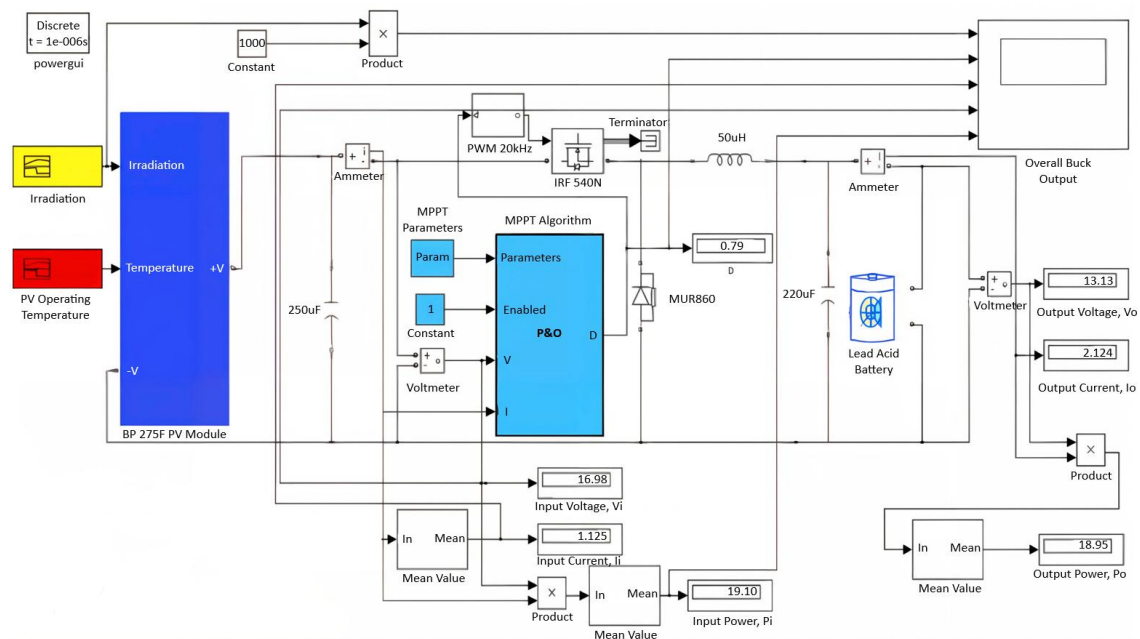 Discrete
t = 1e-006s
powergui
1000
Constant
×
Product
Overall Buck
Output
PWM 20kHz
Terminator
IRF 540N
50uH
i
+
-
Ammeter
i
+
-
Ammeter
Irradiation
Irradiation
Temperature
+V
-V
PV Operating
Temperature
BP 275F PV Module
250uF
MPPT
Parameters
Param
1
Constant
MPPT Algorithm
Parameters
Enabled
P&O
D
V
I
+
-
Voltmeter
0.79
D
MUR860
220uF
Lead Acid
Battery
+
-
Voltmeter
13.13
Output Voltage, Vo
2.124
Output Current, Io
×
Product
16.98
Input Voltage, Vi
1.125
Input Current, Ii
In Mean
Mean Value
×
Product
In Mean
Mean Value
19.10
Input Power, Pi
In Mean
Mean Value
18.95
Output Power, Po